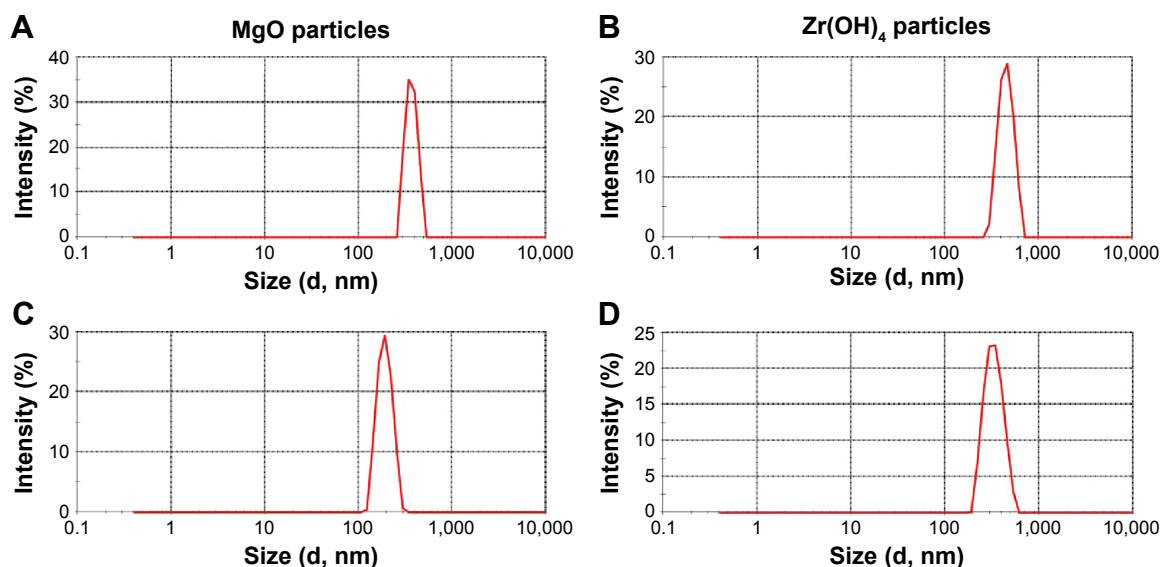 A
MgO particles
Intensity (%)
40
30
20
10
0
0.1 1 10 100 1,000 10,000
Size (d, nm)
B
Zr(OH)₄ particles
Intensity (%)
30
20
10
0
0.1 1 10 100 1,000 10,000
Size (d, nm)
C
Intensity (%)
30
20
10
0
0.1 1 10 100 1,000 10,000
Size (d, nm)
D
Intensity (%)
25
20
15
10
5
0
0.1 1 10 100 1,000 10,000
Size (d, nm)